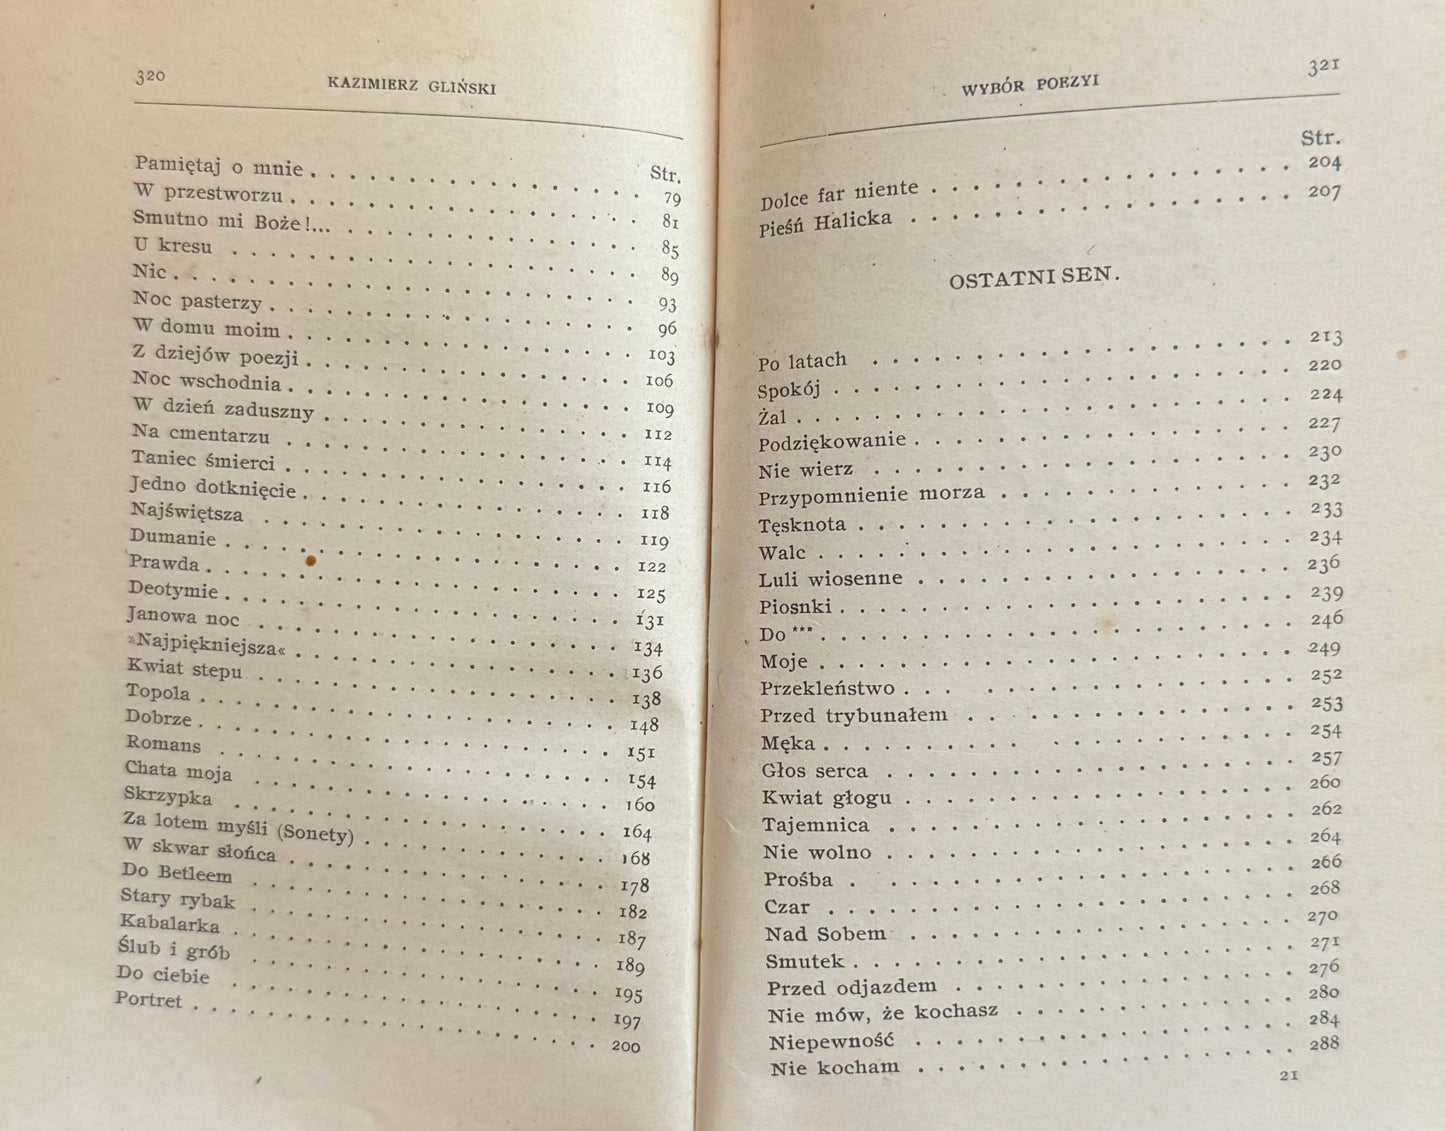 320
KAZIMIERZ GLIŃSKI
Str.
Pamiętaj o mnie . . . . . . . . . . . . 79
W przestworzu . . . . . . . . . . . . 81
Smutno mi Boże!... . . . . . . . . . . . . 85
U kresu . . . . . . . . . . . . 89
Nic . . . . . . . . . . . . 93
Noc pasterzy . . . . . . . . . . . . 96
W domu moim . . . . . . . . . . . . 103
Z dziejów poezji . . . . . . . . . . . . 106
Noc wschodnia . . . . . . . . . . . . 109
W dzień zaduszny . . . . . . . . . . . . 112
Na cmentarzu . . . . . . . . . . . . 114
Taniec śmierci . . . . . . . . . . . . 116
Jedno dotknięcie . . . . . . . . . . . . 118
Najświętsza . . . . . . . . . . . . 119
Dumanie . . . . . . . . . . . . 122
Prawda . . . . . . . . . . . . 125
Deotymie . . . . . . . . . . . . 131
Janowa noc . . . . . . . . . . . . 134
»Najpiękniejsza« . . . . . . . . . . . . 136
Kwiat stepu . . . . . . . . . . . . 138
Topola . . . . . . . . . . . . 148
Dobrze . . . . . . . . . . . . 151
Romans . . . . . . . . . . . . 154
Chata moja . . . . . . . . . . . . 160
Skrzypka . . . . . . . . . . . . 164
Za lotem myśli (Sonety) . . . . . . . . . . . . 168
W skwar słońca . . . . . . . . . . . . 178
Do Betleem . . . . . . . . . . . . 182
Stary rybak . . . . . . . . . . . . 187
Kabalarka . . . . . . . . . . . . 189
Ślub i grób . . . . . . . . . . . . 195
Do ciebie . . . . . . . . . . . . 197
Portret . . . . . . . . . . . . 200
WYBÓR POEZYI
321
Str.
Dolce far niente . . . . . . . . . . . . 204
Pieśń Halicka . . . . . . . . . . . . 207
OSTATNI SEN.
Po latach . . . . . . . . . . . . 213
Spokój . . . . . . . . . . . . 220
Żal . . . . . . . . . . . . 224
Podziękowanie . . . . . . . . . . . . 227
Nie wierz . . . . . . . . . . . . 230
Przypomnienie morza . . . . . . . . . . . . 232
Tęsknota . . . . . . . . . . . . 233
Walc . . . . . . . . . . . . 234
Luli wiosenne . . . . . . . . . . . . 236
Piosnki . . . . . . . . . . . . 239
Do *** . . . . . . . . . . . . 246
Moje . . . . . . . . . . . . 249
Przekleństwo . . . . . . . . . . . . 252
Przed trybunałem . . . . . . . . . . . . 253
Męka . . . . . . . . . . . . 254
Głos serca . . . . . . . . . . . . 257
Kwiat głogu . . . . . . . . . . . . 260
Tajemnica . . . . . . . . . . . . 262
Nie wolno . . . . . . . . . . . . 264
Prośba . . . . . . . . . . . . 266
Czar . . . . . . . . . . . . 268
Nad Sobem . . . . . . . . . . . . 270
Smutek . . . . . . . . . . . . 271
Przed odjazdem . . . . . . . . . . . . 276
Nie mów, że kochasz . . . . . . . . . . . . 280
Niepewność . . . . . . . . . . . . 284
Nie kocham . . . . . . . . . . . . 288
21